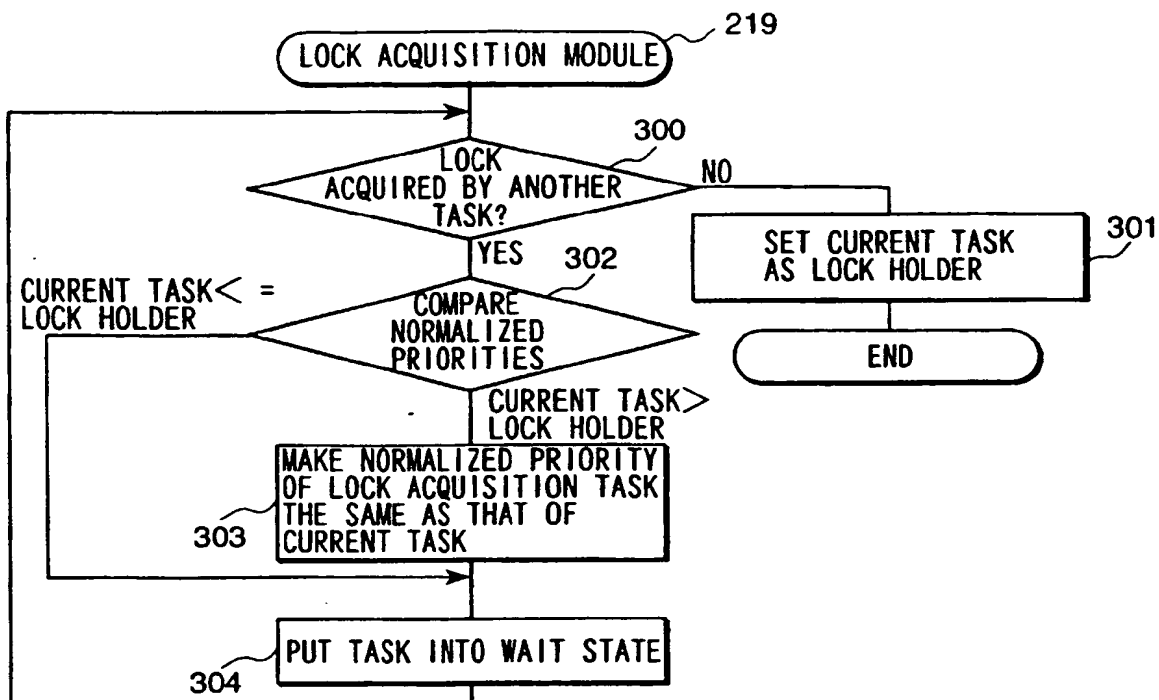 219
LOCK ACQUISITION MODULE
300
LOCK
ACQUIRED BY ANOTHER
TASK?
NO
YES
301
SET CURRENT TASK
AS LOCK HOLDER
END
302
CURRENT TASK< =
LOCK HOLDER
COMPARE
NORMALIZED
PRIORITIES
CURRENT TASK>
LOCK HOLDER
MAKE NORMALIZED PRIORITY
OF LOCK ACQUISITION TASK
THE SAME AS THAT OF
CURRENT TASK
303
PUT TASK INTO WAIT STATE
304